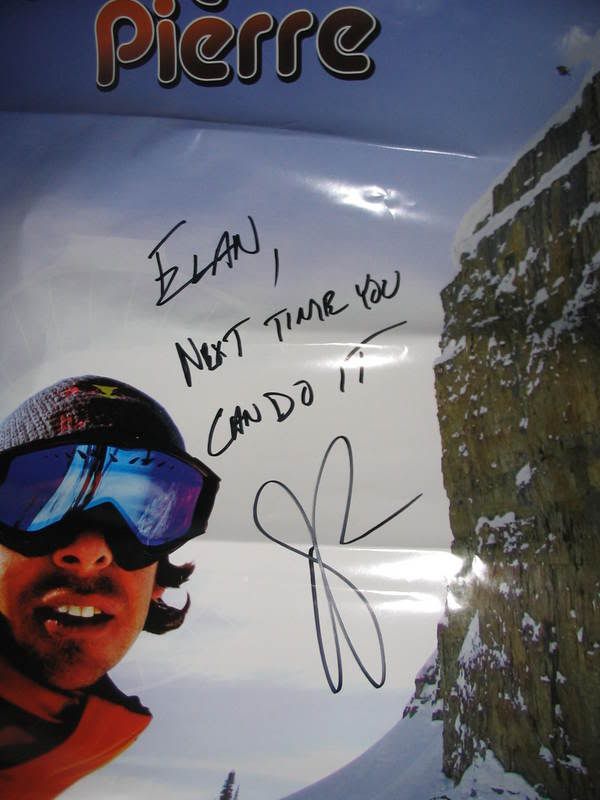 Pierre
ELAN,
NEXT TIME YOU
CAN DO IT